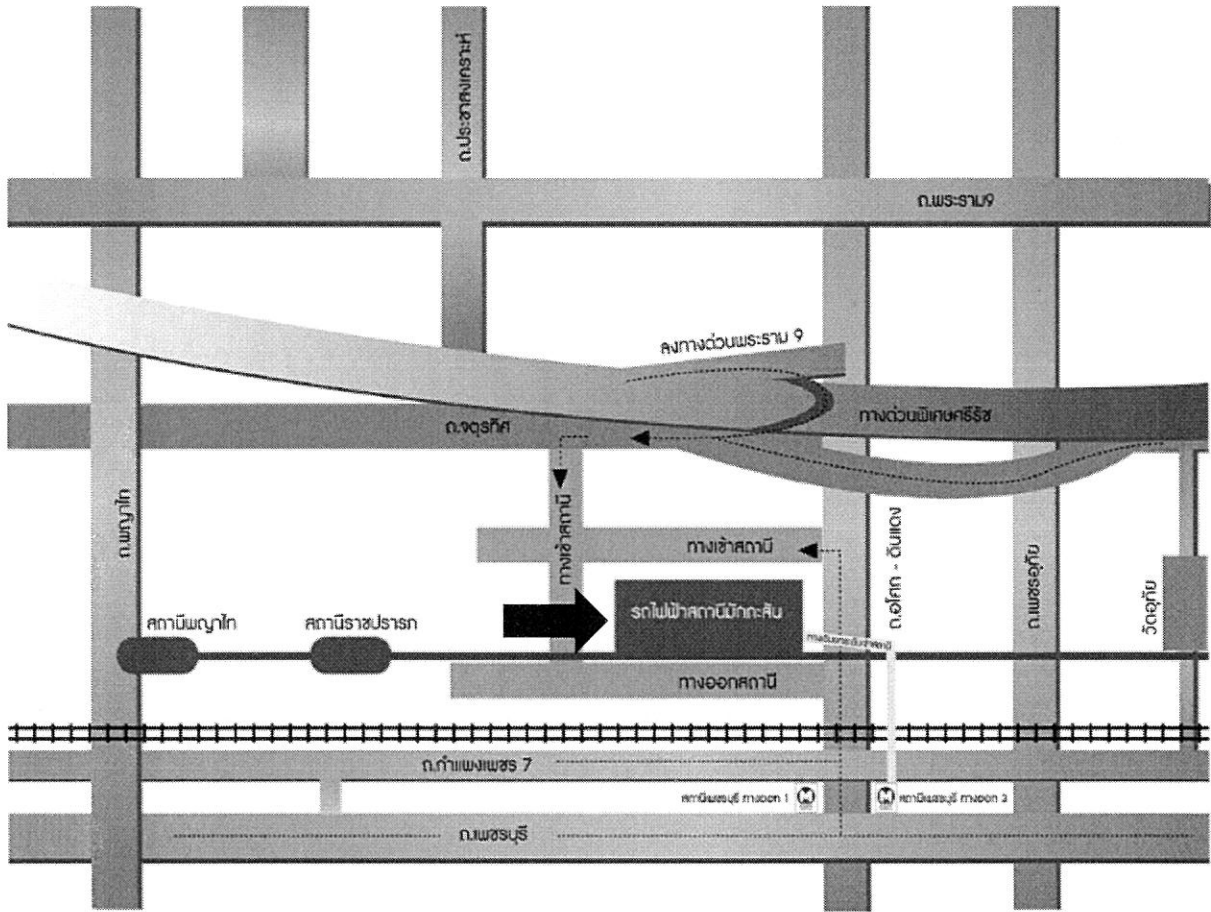 ถ.ประชาสงเคราะห์
ถ.พระราม9
ลงทางด่วนพระราม 9
ทางด่วนพิเศษศรีรัช
ถ.จตุรทิศ
ถ.พญาไท
ทางเข้าสถานี
ทางเข้าสถานี
ถ.อโศก - ดินแดง
ถ.เพชรอุทัย
วัดอุทัย
รถไฟฟ้าสถานีมักกะสัน
สถานีพญาไท
สถานีราชปรารภ
ทางออกสถานี
ถ.กำแพงเพชร 7
สถานีเพชรบุรี ทางออก 1
สถานีเพชรบุรี ทางออก 3
ถ.เพชรบุรี